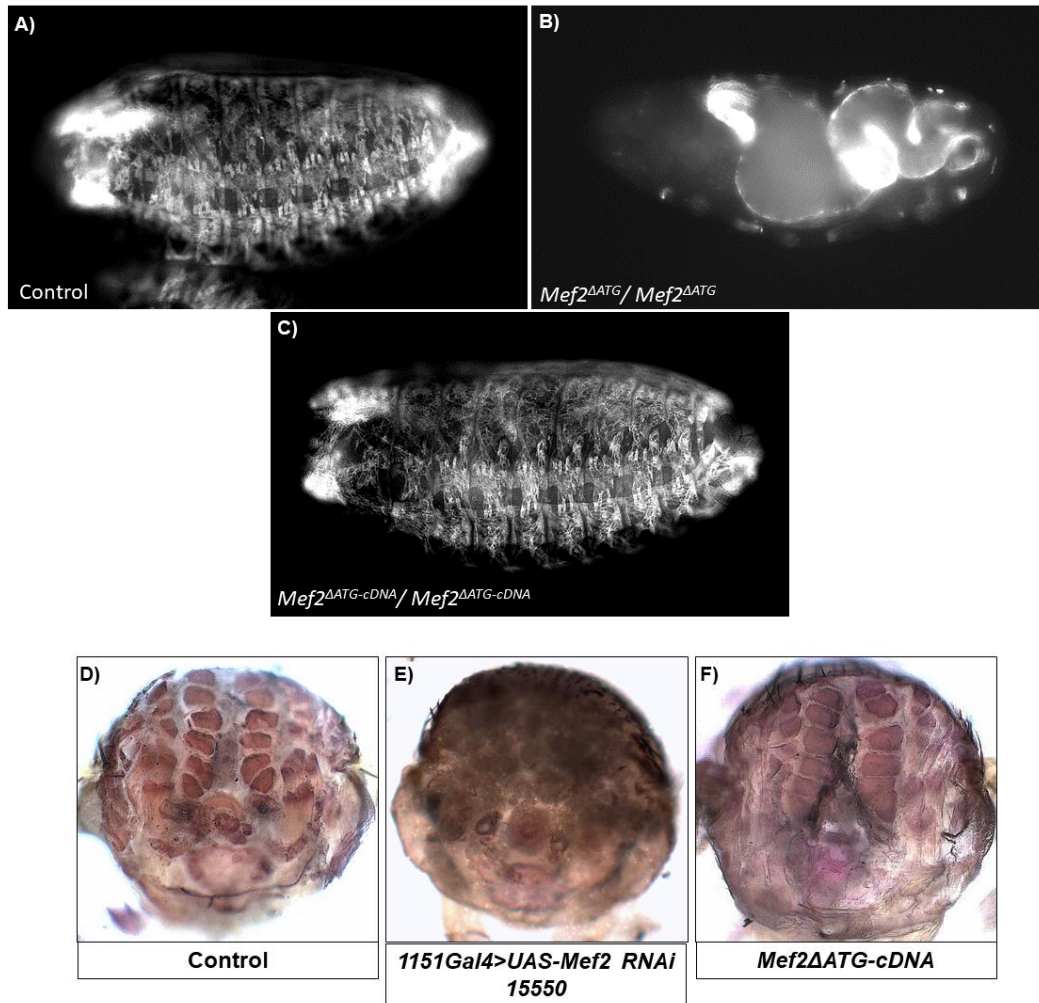 A)
Control
B)
Mef2ΔATG/ Mef2ΔATG
C)
Mef2ΔATG-cDNA/ Mef2ΔATG-cDNA
D)
Control
E)
1151Gal4>UAS-Mef2 RNAi
15550
F)
Mef2ΔATG-cDNA